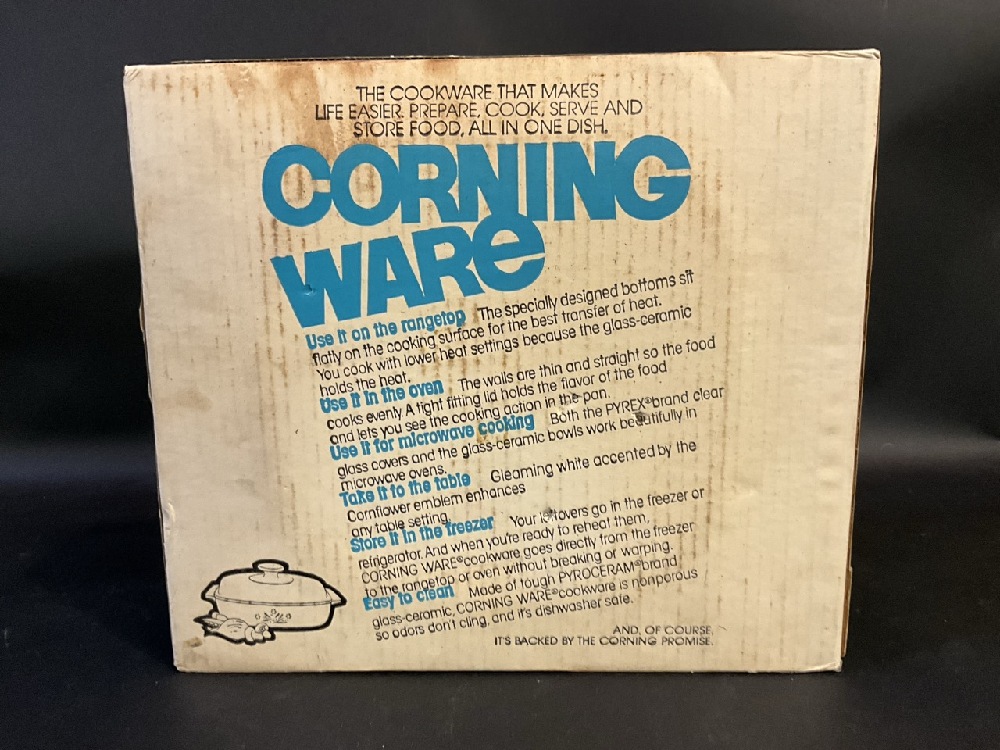 THE COOKWARE THAT MAKES
LIFE EASIER. PREPARE, COOK, SERVE AND
STORE FOOD, ALL IN ONE DISH.
CORNING
WARE
Use it on the rangetop The specially designed bottoms sit
flatly on the cooking surface for the best transfer of heat.
You cook with lower heat settings because the glass-ceramic
holds the heat.
Use it in the oven The walls are thin and straight so the food
cooks evenly. A tight fitting lid holds the flavor of the food
and lets you see the cooking action in the pan.
Use it for microwave cooking Both the PYREX® brand clear
glass covers and the glass-ceramic bowls work beautifully in
microwave ovens.
Take it to the table Gleaming white accented by the
Cornflower emblem enhances
any table setting.
Store it in the freezer Your leftovers go in the freezer or
refrigerator. And when you're ready to reheat them,
CORNING WARE® cookware goes directly from the freezer
to the rangetop or oven without breaking or warping.
Easy to clean Made of tough PYROCERAM® brand
glass-ceramic, CORNING WARE® cookware is nonporous
so odors don't cling, and it's dishwasher safe.
AND, OF COURSE,
IT'S BACKED BY THE CORNING PROMISE.